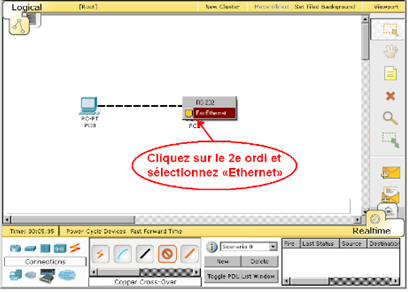 Logical
[Root]
New Cluster
Move Object
Set Tiled Background
Viewport
RS 232
FastEthernet
PC-PT
PC0
Cliquez sur le 2e ordi et
sélectionnez «Ethernet»
Time: 00:05:35
Power Cycle Devices
Fast Forward Time
Realtime
Connections
Copper Cross-Over
Scenario 0
New
Delete
Toggle PDU List Window
Fire
Last Status
Source
Destination